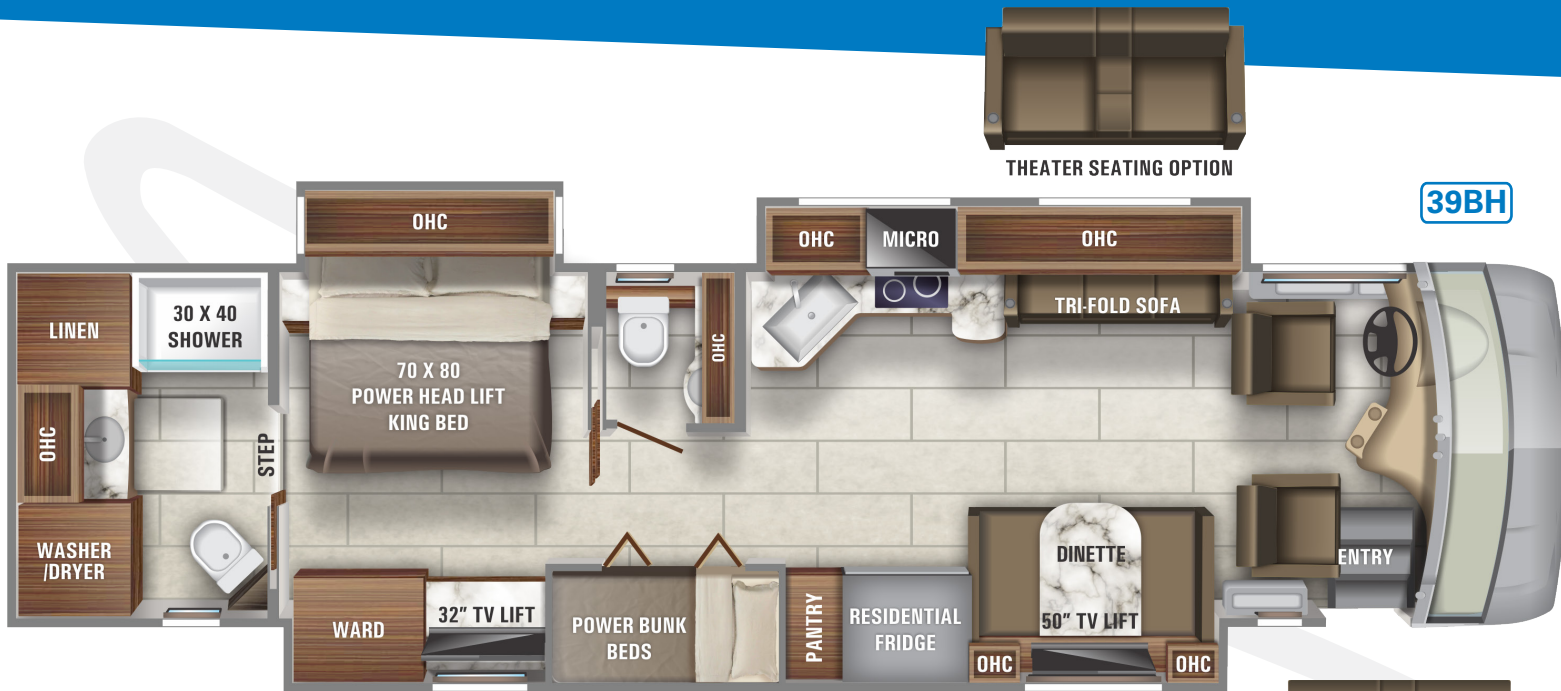 THEATER SEATING OPTION
39BH
OHC
OHC
MICRO
OHC
LINEN
30 X 40
SHOWER
TRI-FOLD SOFA
OHC
70 X 80
POWER HEAD LIFT
KING BED
OHC
STEP
WASHER
/DRYER
DINETTE
ENTRY
WARD
32” TV LIFT
POWER BUNK
BEDS
PANTRY
RESIDENTIAL
FRIDGE
50” TV LIFT
OHC
OHC